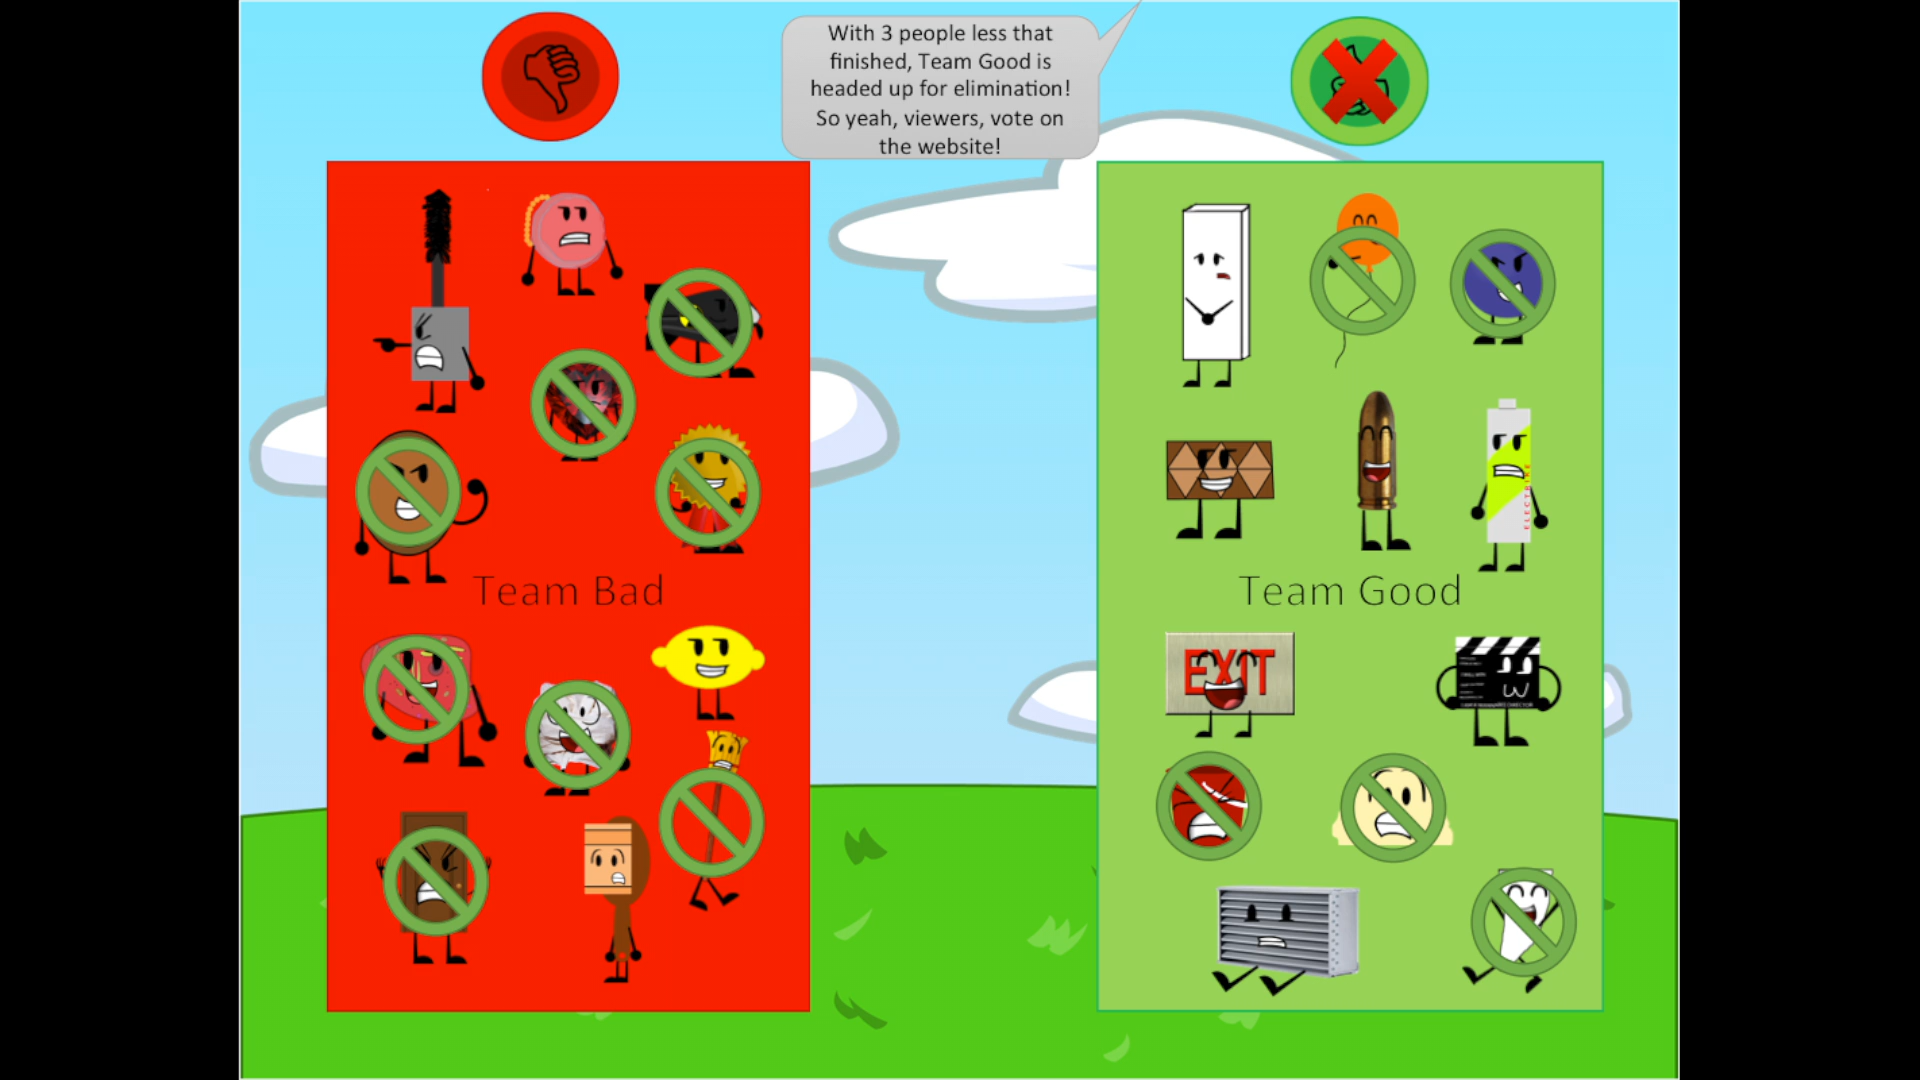 With 3 people less that
finished, Team Good is
headed up for elimination!
So yeah, viewers, vote on
the website!
Team Bad
Team Good
ELECTRIKE
EXIT